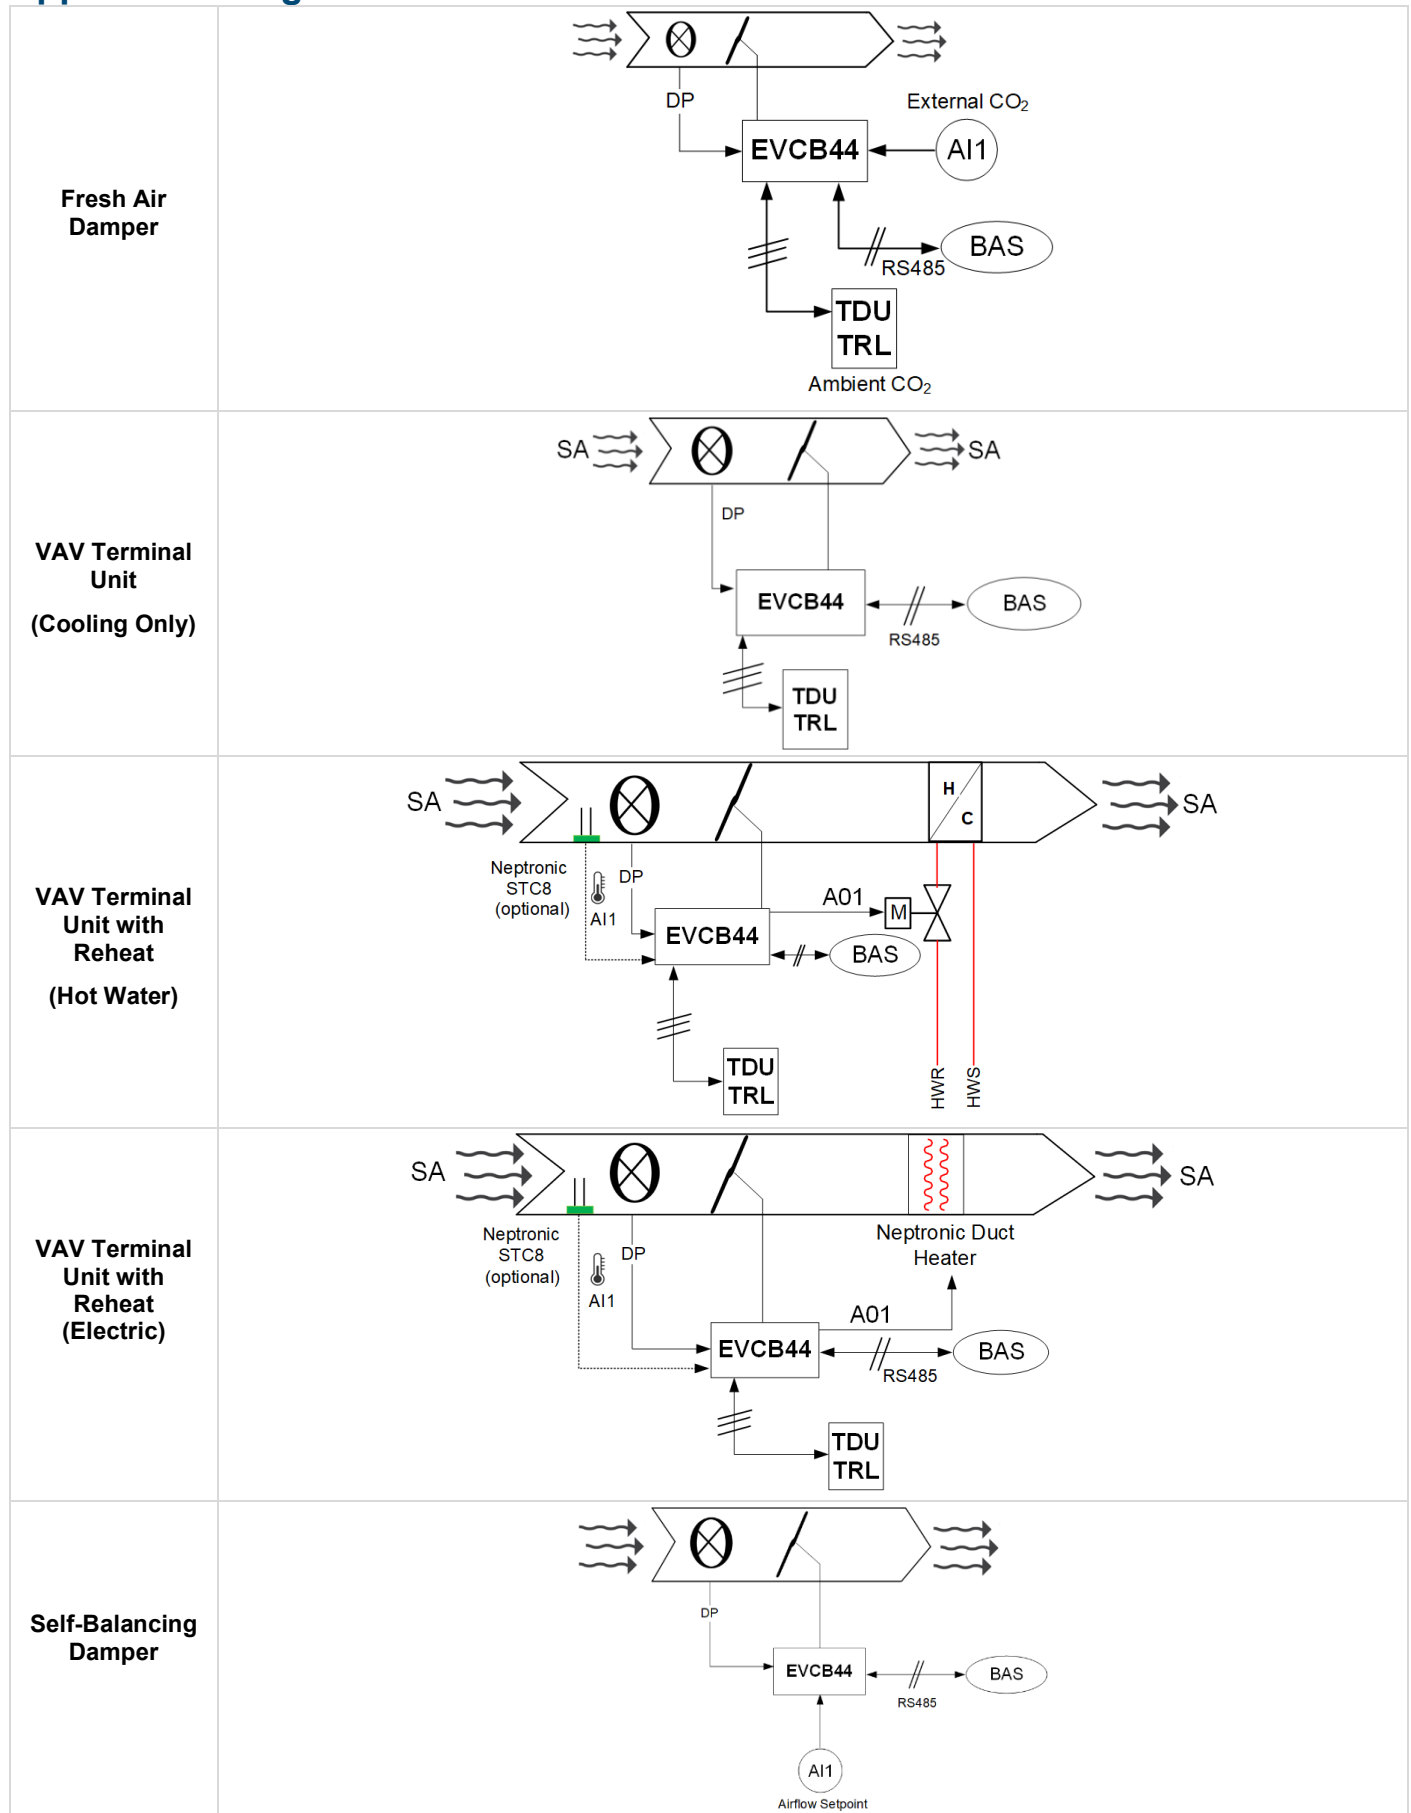 Fresh Air
Damper
DP
External CO₂
EVCB44
AI1
BAS
RS485
TDU
TRL
Ambient CO₂
VAV Terminal
Unit
(Cooling Only)
SA
SA
DP
EVCB44
BAS
RS485
TDU
TRL
VAV Terminal
Unit with
Reheat
(Hot Water)
SA
H
C
SA
Neptronic
STC8
(optional)
AI1
DP
A01
M
EVCB44
BAS
TDU
TRL
HWR
HWS
VAV Terminal
Unit with
Reheat
(Electric)
SA
SA
Neptronic
STC8
(optional)
AI1
DP
Neptronic Duct
Heater
A01
EVCB44
BAS
RS485
TDU
TRL
Self-Balancing
Damper
DP
EVCB44
BAS
RS485
AI1
Airflow Setpoint